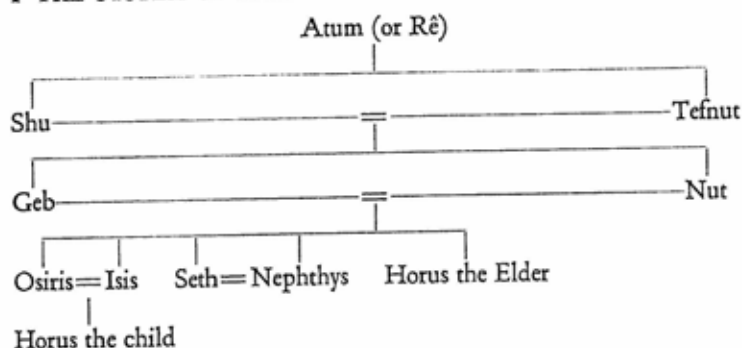 Atum (or Rê)
Shu = Tefnut
Geb = Nut
Osiris=Isis Seth=Nephthys Horus the Elder
Horus the child